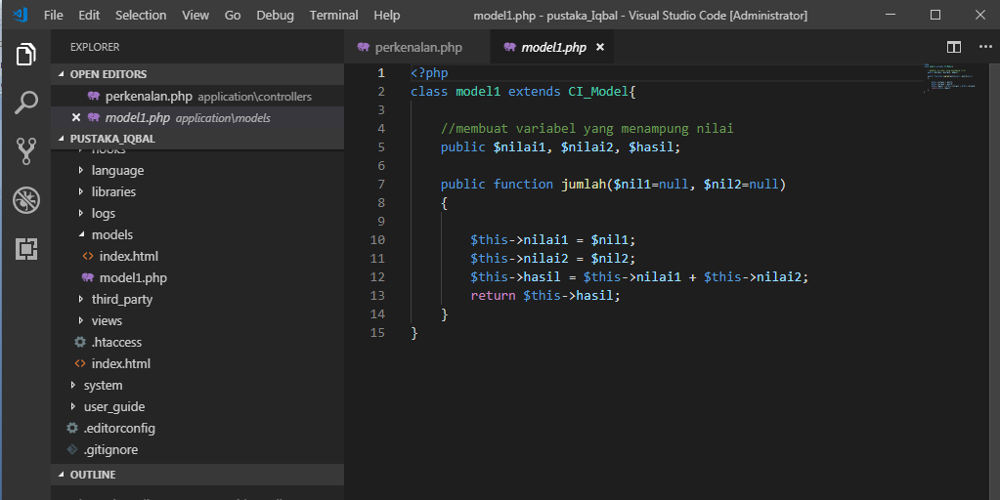 File Edit Selection View Go Debug Terminal Help model1.php - pustaka_Iqbal - Visual Studio Code [Administrator]
EXPLORER
OPEN EDITORS
perkenalan.php application\controllers
model1.php application\models
PUSTAKA_IQBAL
hooks
language
libraries
logs
models
index.html
model1.php
third_party
views
.htaccess
index.html
system
user_guide
.editorconfig
.gitignore
OUTLINE
perkenalan.php model1.php
1 <?php
2 class model1 extends CI_Model{
3
4 //membuat variabel yang menampung nilai
5 public $nilai1, $nilai2, $hasil;
6
7 public function jumlah($nil1=null, $nil2=null)
8 {
9
10 $this->nilai1 = $nil1;
11 $this->nilai2 = $nil2;
12 $this->hasil = $this->nilai1 + $this->nilai2;
13 return $this->hasil;
14 }
15 }